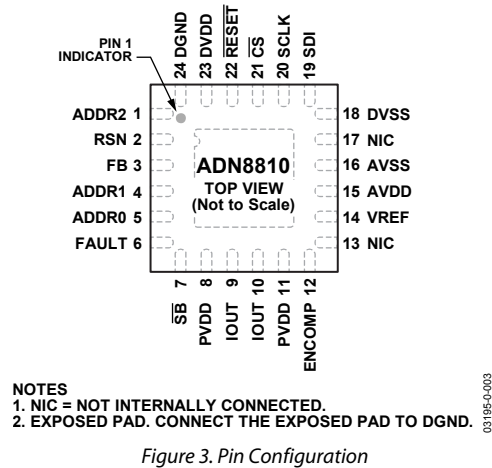 PIN 1
INDICATOR
24 DGND
23 DVDD
22 RESET
21 CS
20 SCLK
19 SDI
ADDR2 1
RSN 2
FB 3
ADDR1 4
ADDR0 5
FAULT 6
ADN8810
TOP VIEW
(Not to Scale)
18 DVSS
17 NIC
16 AVSS
15 AVDD
14 VREF
13 NIC
SB 7
PVDD 8
IOUT 9
IOUT 10
PVDD 11
ENCOMP 12
NOTES
1. NIC = NOT INTERNALLY CONNECTED.
2. EXPOSED PAD. CONNECT THE EXPOSED PAD TO DGND.
03195-0-003
Figure 3. Pin Configuration